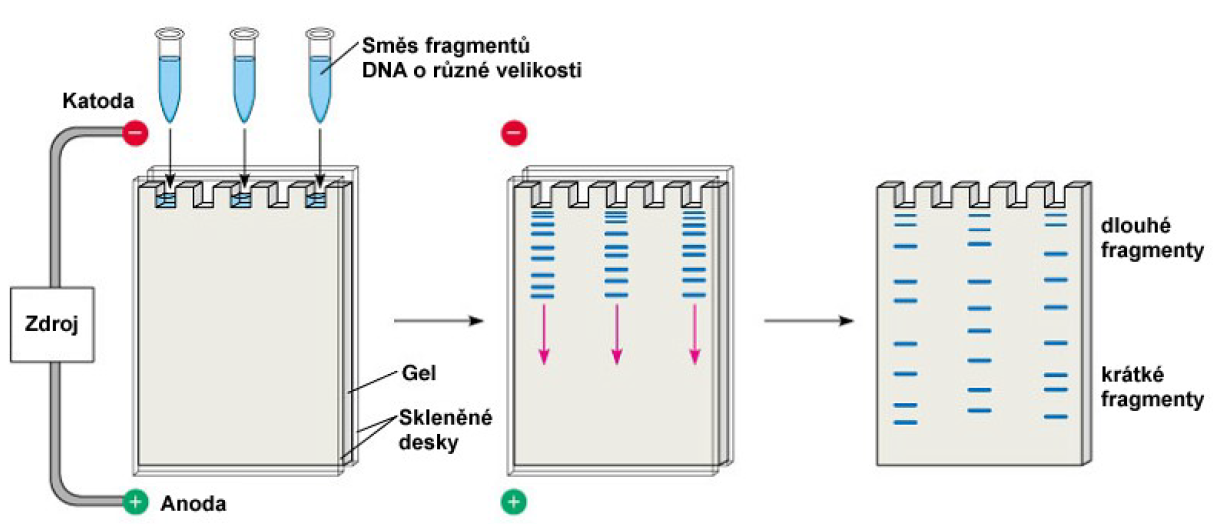 Směs fragmentů
DNA o různé velikosti
Katoda
−
−
Zdroj
Gel
Skleněné
desky
+
Anoda
+
dlouhé
fragmenty
krátké
fragmenty